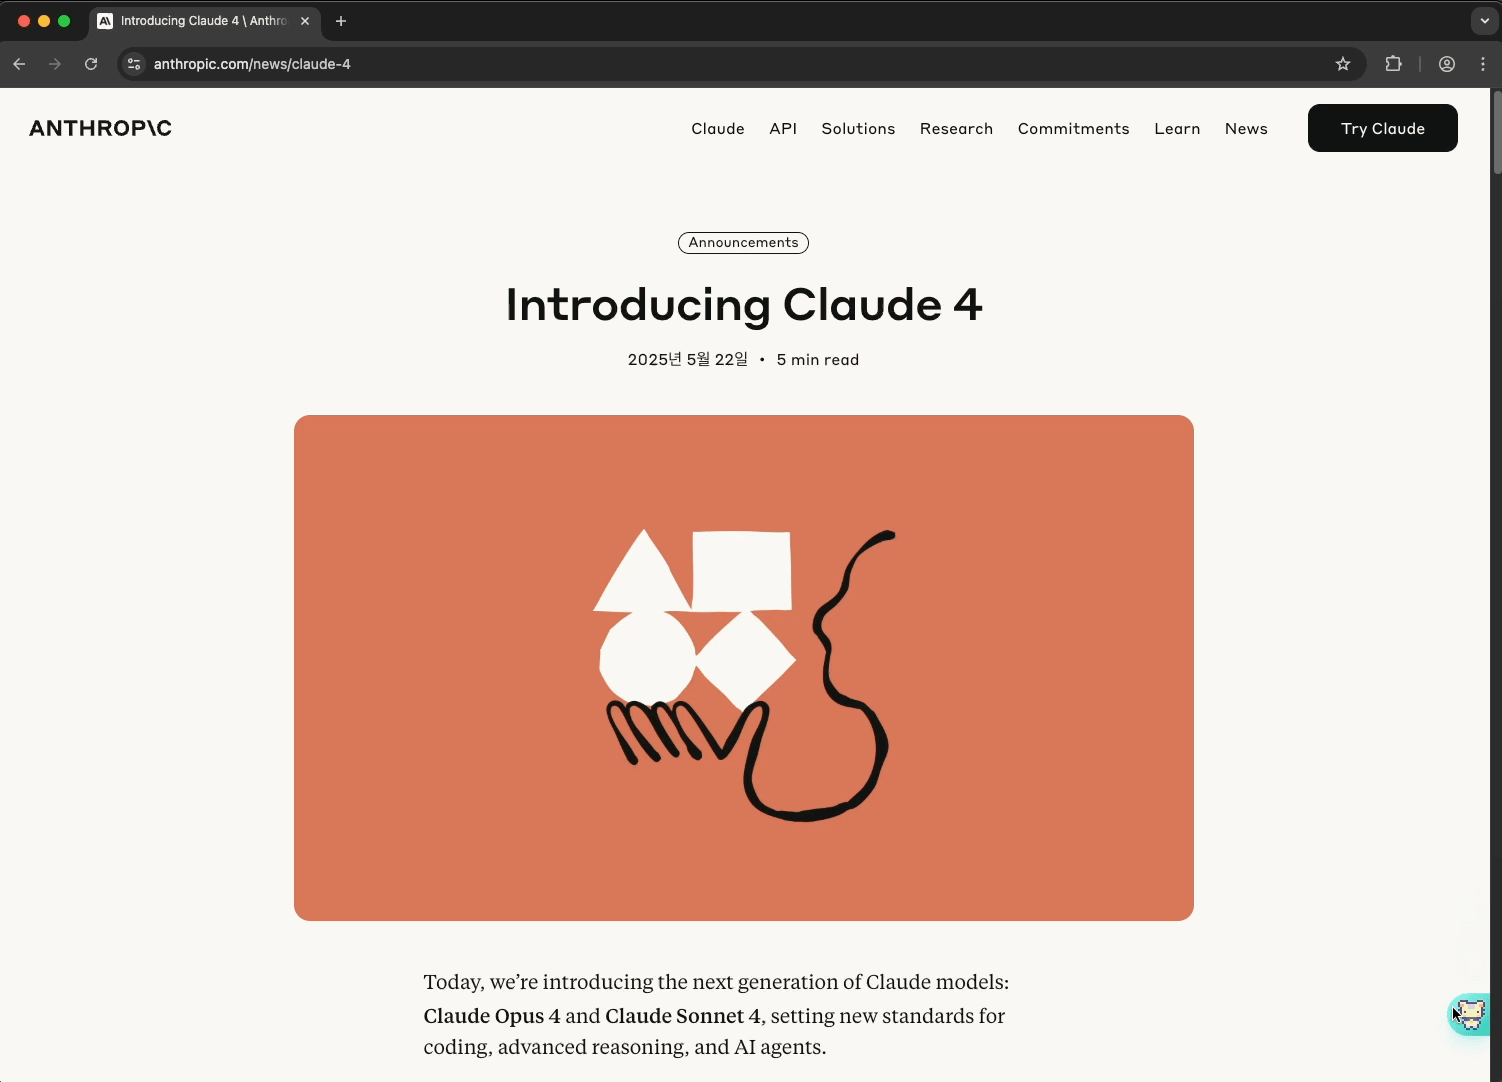 Introducing Claude 4 \ Anthro
anthropic.com/news/claude-4
ANTHROP\C
Claude API Solutions Research Commitments Learn News Try Claude
Announcements
Introducing Claude 4
2025년 5월 22일 • 5 min read
Today, we’re introducing the next generation of Claude models:
Claude Opus 4 and Claude Sonnet 4, setting new standards for
coding, advanced reasoning, and AI agents.